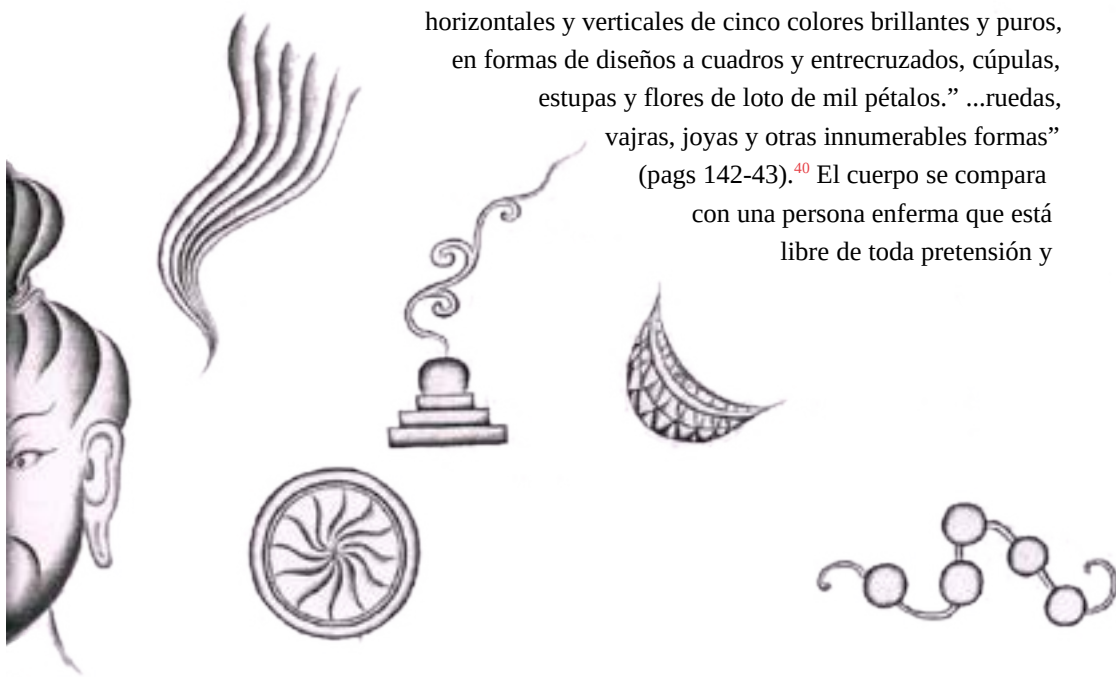 horizontales y verticales de cinco colores brillantes y puros,
en formas de diseños a cuadros y entrecruzados, cúpulas,
estupas y flores de loto de mil pétalos.” ...ruedas,
vajras, joyas y otras innumerables formas”
(pags 142-43).40 El cuerpo se compara
con una persona enferma que está
libre de toda pretensión y